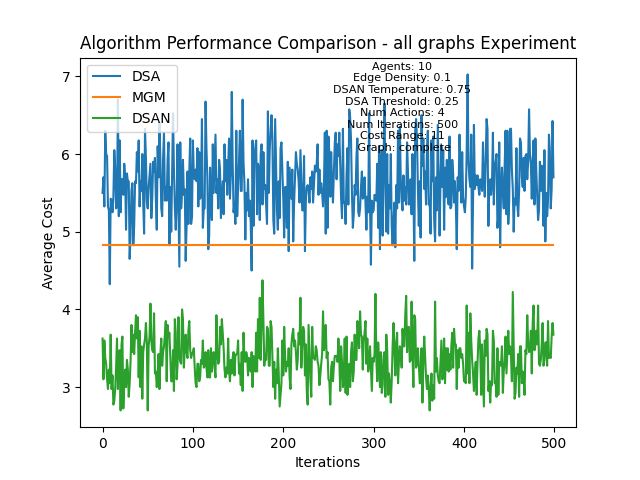 Algorithm Performance Comparison - all graphs Experiment
DSA
MGM
DSAN
Agents: 10
Edge Density: 0.1
DSAN Temperature: 0.75
DSA Threshold: 0.25
Num Actions: 4
Num Iterations: 500
Cost Range: 11
Graph: complete
Average Cost
7
6
5
4
3
0
100
200
300
400
500
Iterations